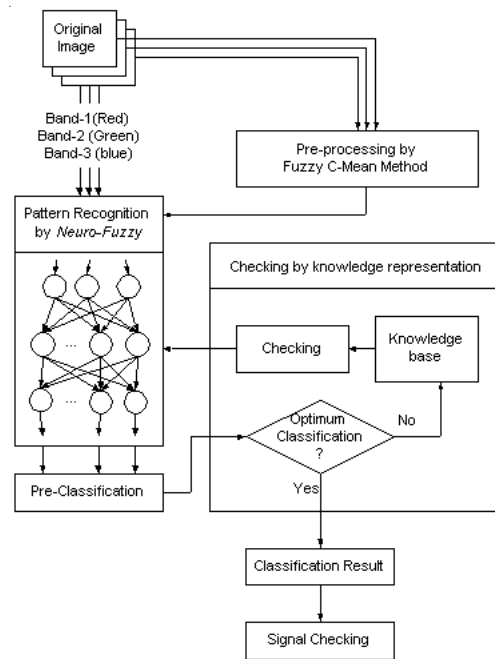 Original
Image
Band-1(Red)
Band-2 (Green)
Band-3 (blue)
Pre-processing by
Fuzzy C-Mean Method
Pattern Recognition
by Neuro-Fuzzy
Checking by knowledge representation
Checking
Knowledge
base
...
...
Optimum
Classification
?
No
Yes
Pre-Classification
Classification Result
Signal Checking